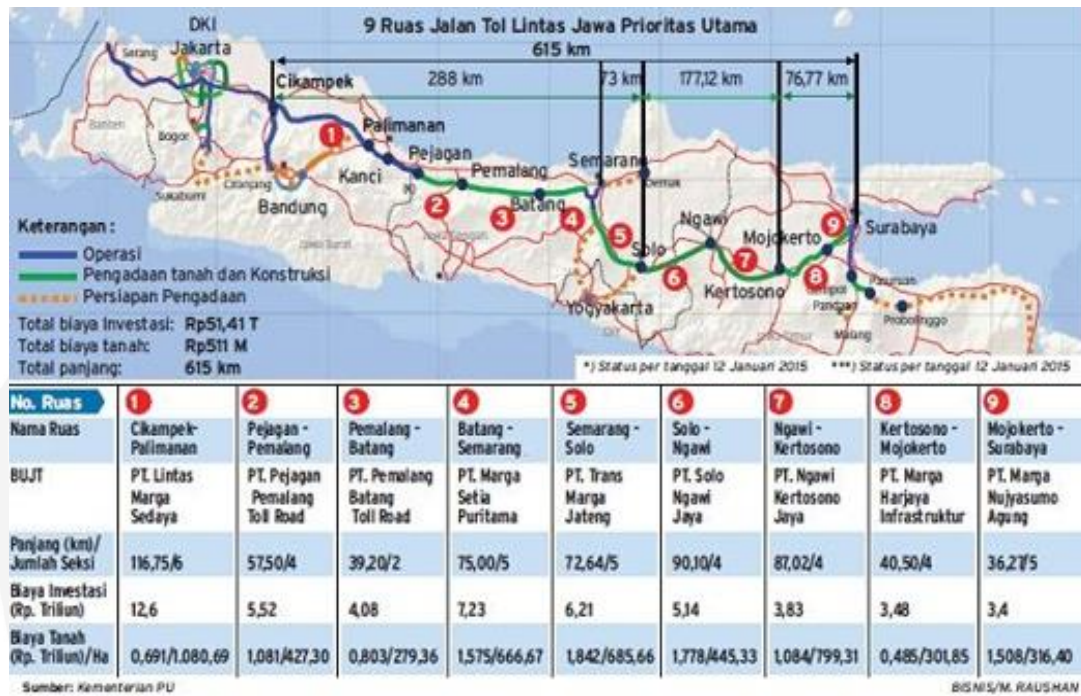 9 Ruas Jalan Tol Lintas Jawa Prioritas Utama
615 km
288 km
73 km
177,12 km
76,77 km
DKI
Jakarta
Serang
Cikampek
Banten
Bogor
Palimanan
Pejagan
Semarang
Demak
Sukabumi
Bandung
Kanci
Pemalang
Batang
Ngawi
Mojokerto
Surabaya
Solo
Kertosono
Yogyakarta
Pandaan
Malang
Pasuruan
Probolinggo
1
2
3
4
5
6
7
8
9
Keterangan :
Operasi
Pengadaan tanah dan Konstruksi
Persiapan Pengadaan
Total biaya Investasi: Rp51,41 T
Total biaya tanah: Rp511 M
Total panjang: 615 km
*) Status per tanggal 12 Januari 2015 ***) Status per tanggal 12 Januari 2015
No. Ruas 1 2 3 4 5 6 7 8 9
Nama Ruas Cikampek- Pejagan - Pemalang - Batang - Semarang - Solo - Ngawi - Kertosono - Mojokerto -
Palimanan Pemalang Batang Semarang Solo Ngawi Kertosono Mojokerto Surabaya
BUJT PT. Lintas PT. Pejagan PT. Pemalang PT. Marga PT. Trans PT. Solo PT. Ngawi PT. Marga PT. Marga
Marga Pemalang Batang Setia Marga Ngawi Kertosono Harjaya Nujyasumo
Sedaya Toll Road Toll Road Puritama Jateng Jaya Jaya Infrastruktur Agung
Panjang (km)/
Jumlah Seksi 116,75/6 57,50/4 39,20/2 75,00/5 72,64/5 90,10/4 87,02/4 40,50/4 36,27/5
Biaya Investasi
(Rp. Triliun) 12,6 5,52 4,08 7,23 6,21 5,14 3,83 3,48 3,4
Biaya Tanah
(Rp. Triliun)/Ha 0,691/1.080,69 1,081/427,30 0,803/279,36 1,575/666,67 1,842/685,66 1,778/445,33 1,084/799,31 0,485/301,85 1,508/316,40
Sumber: Kementerian PU
BISNIS/M. RAUSHAN